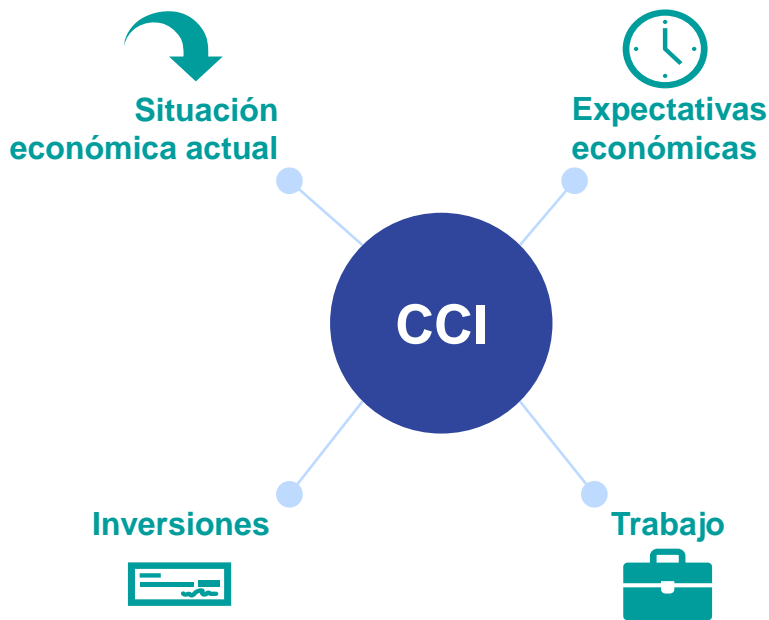 Situación
económica actual
Expectativas
económicas
CCI
Inversiones
Trabajo